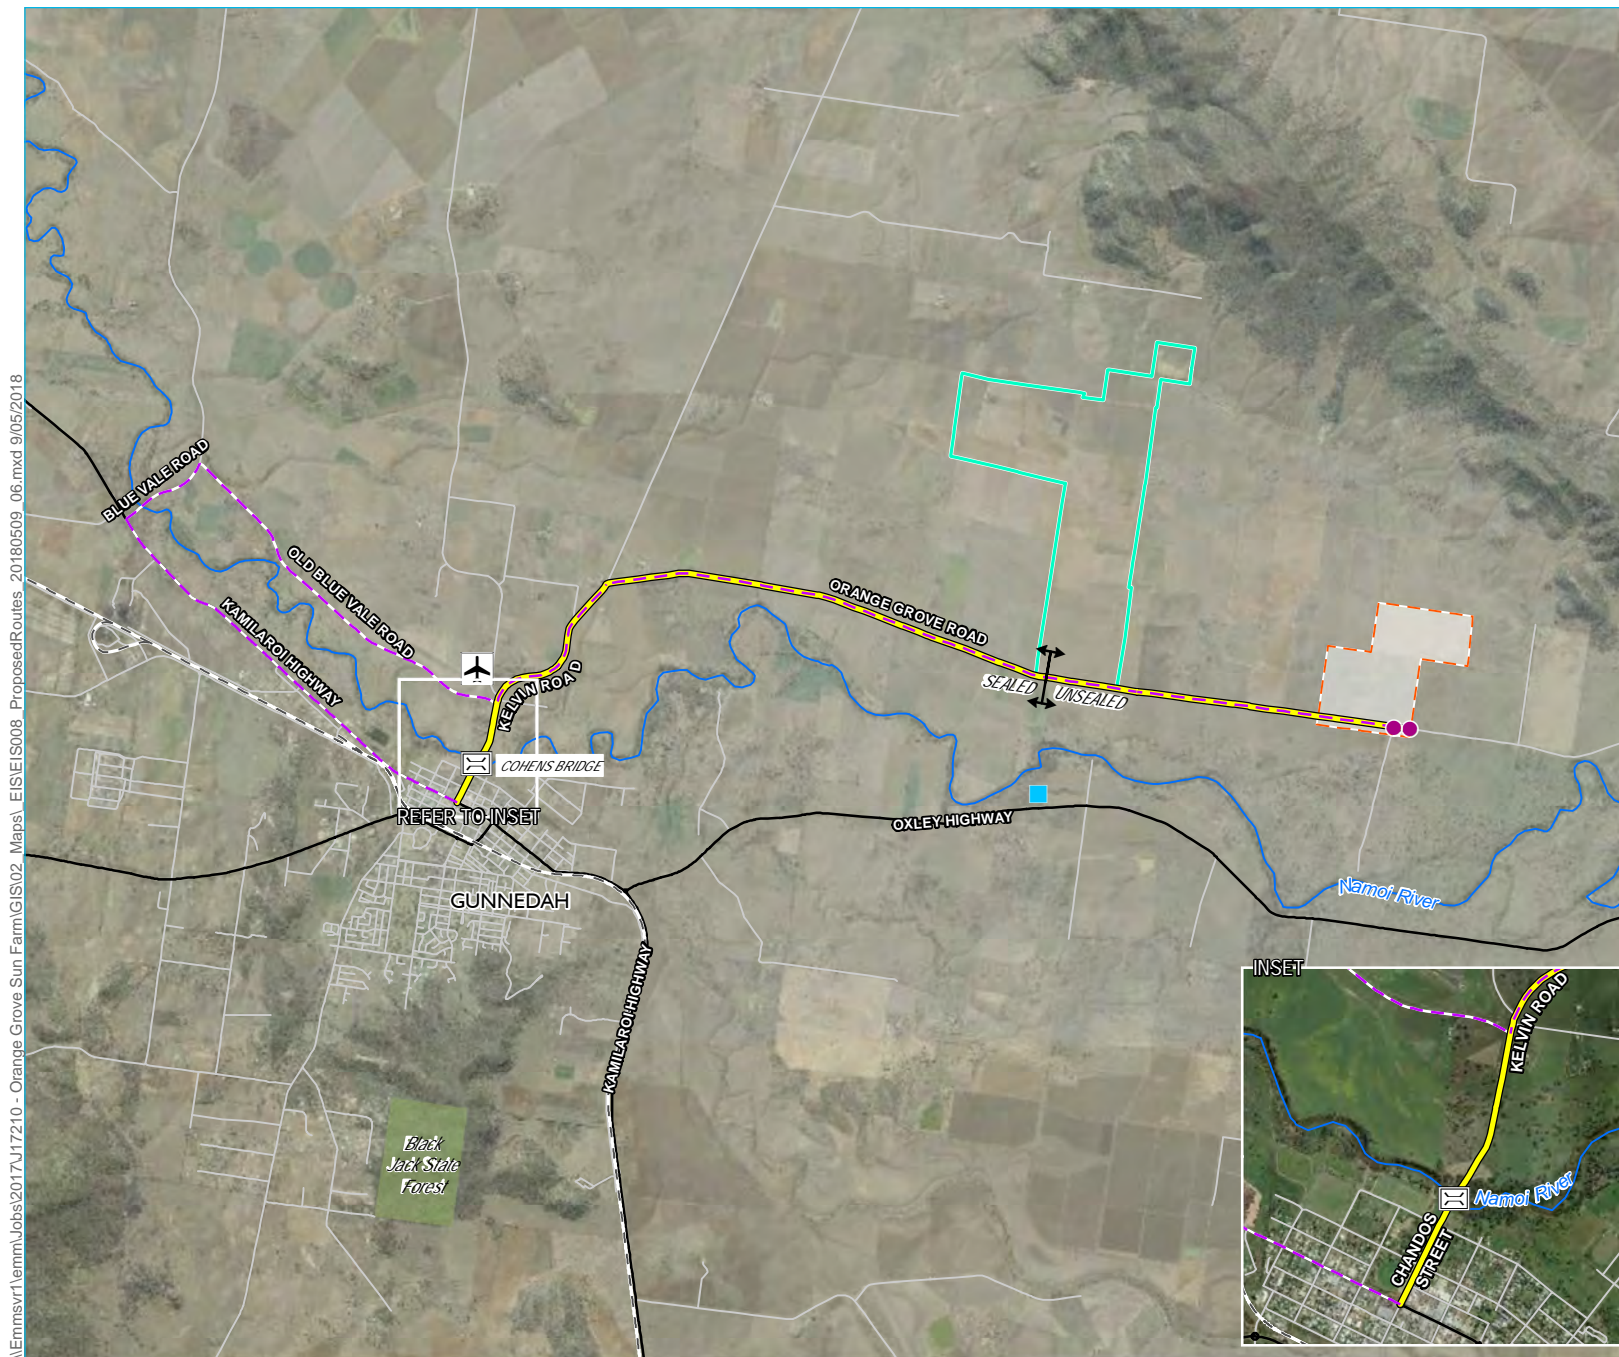 \\Emmsvr1\emm\Jobs\2017\J17210 - Orange Grove Sun Farm\GIS\02_Maps\_EIS\EIS008_ProposedRoutes_20180509_06.mxd 9/05/2018
BLUE VALE ROAD
OLD BLUE VALE ROAD
KAMILAROI HIGHWAY
KELVIN ROAD
ORANGE GROVE ROAD
SEALED
UNSEALED
COHENS BRIDGE
REFER TO INSET
OXLEY HIGHWAY
GUNNEDAH
Namoi River
KAMILAROI HIGHWAY
Black
Jack State
Forest
INSET
KELVIN ROAD
Namoi River
CHANDOS
STREET